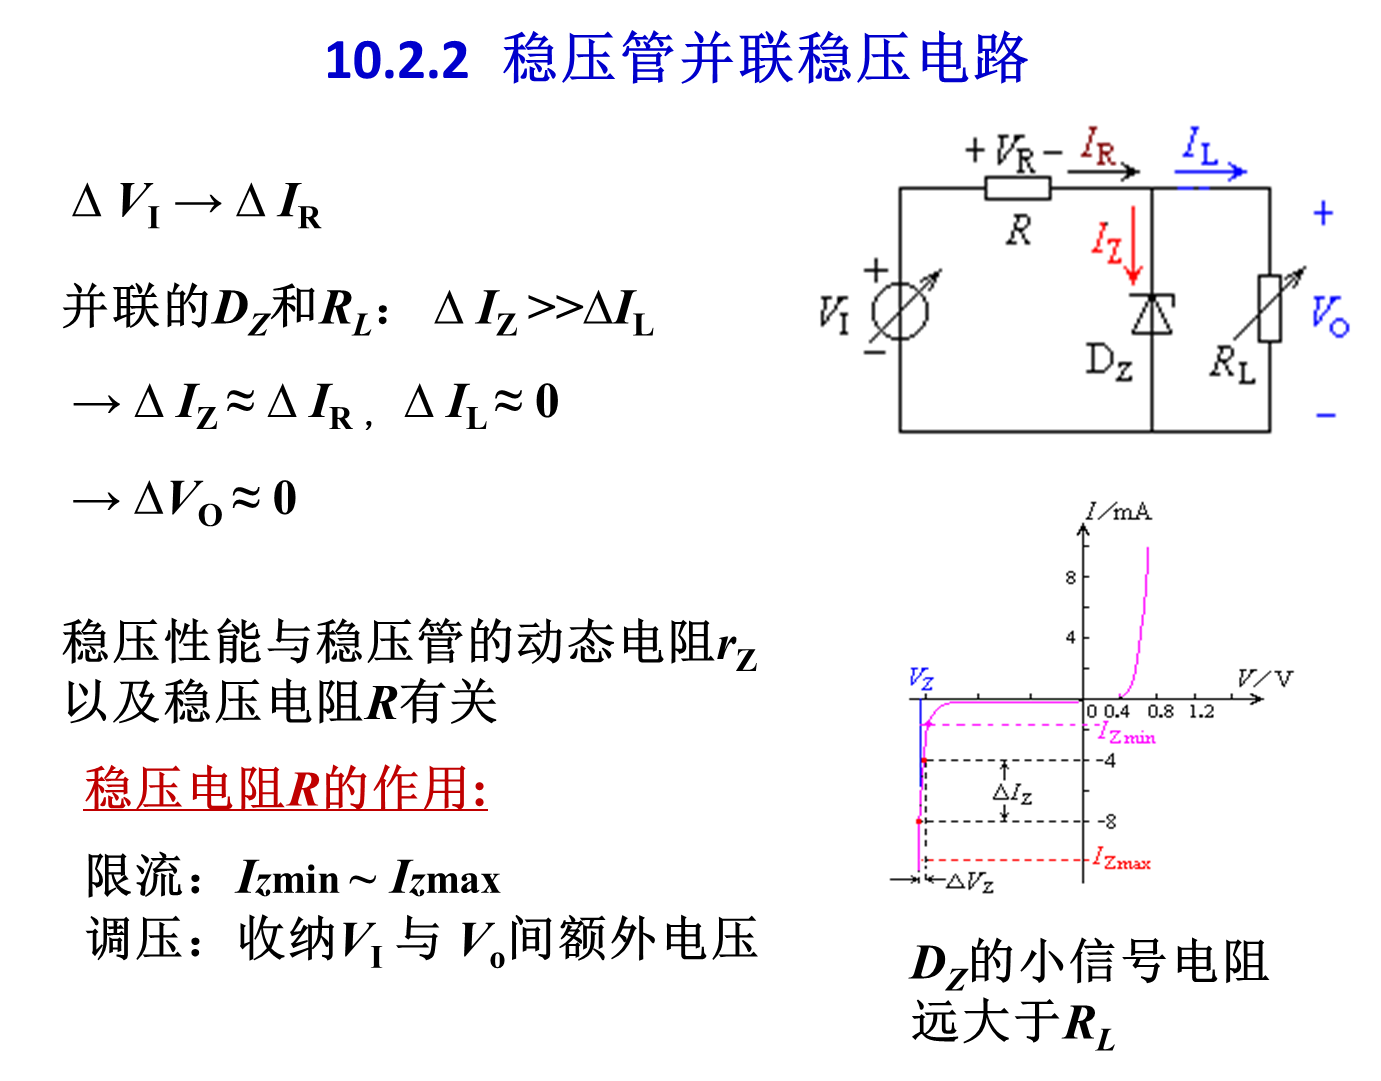 10.2.2 稳压管并联稳压电路
Δ VI → Δ IR
并联的DZ和RL： Δ IZ >>ΔIL
→ Δ IZ ≈ Δ IR ， Δ IL ≈ 0
→ ΔVO ≈ 0
稳压性能与稳压管的动态电阻rZ
以及稳压电阻R有关
稳压电阻R的作用:
限流： Izmin ~ Izmax
调压： 收纳VI 与 Vo间额外电压
+ VR −
IR
IL
R
IZ
+
+
VI
−
DZ
RL
VO
−
I/mA
8
4
VZ
V/V
0 0.4 0.8 1.2
IZmin
-4
△IZ
-8
IZmax
△VZ
DZ的小信号电阻
远大于RL